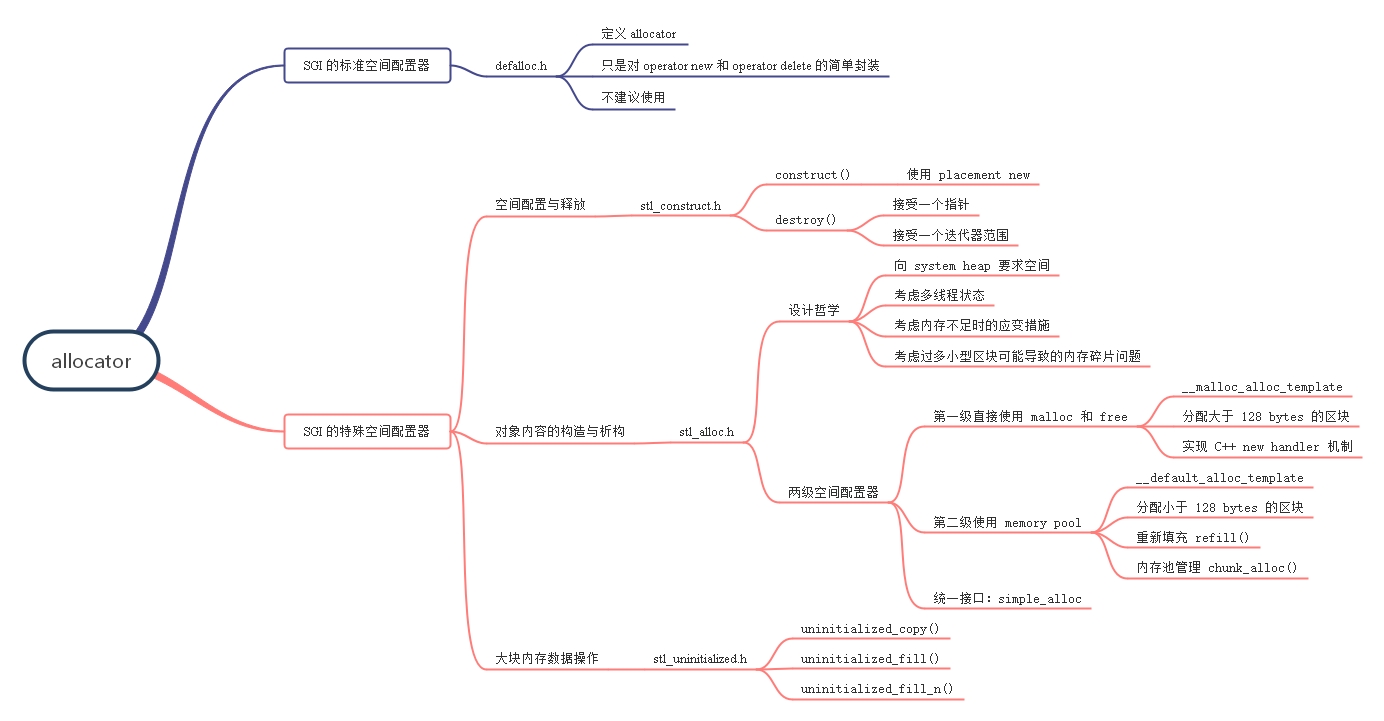 allocator
SGI 的标准空间配置器
defalloc.h
定义 allocator
只是对 operator new 和 operator delete 的简单封装
不建议使用
SGI 的特殊空间配置器
空间配置与释放
stl_construct.h
construct()
使用 placement new
destroy()
接受一个指针
接受一个迭代器范围
对象内容的构造与析构
stl_alloc.h
设计哲学
向 system heap 要求空间
考虑多线程状态
考虑内存不足时的应变措施
考虑过多小型区块可能导致的内存碎片问题
两级空间配置器
第一级直接使用 malloc 和 free
__malloc_alloc_template
分配大于 128 bytes 的区块
实现 C++ new handler 机制
第二级使用 memory pool
__default_alloc_template
分配小于 128 bytes 的区块
重新填充 refill()
内存池管理 chunk_alloc()
统一接口：simple_alloc
大块内存数据操作
stl_uninitialized.h
uninitialized_copy()
uninitialized_fill()
uninitialized_fill_n()